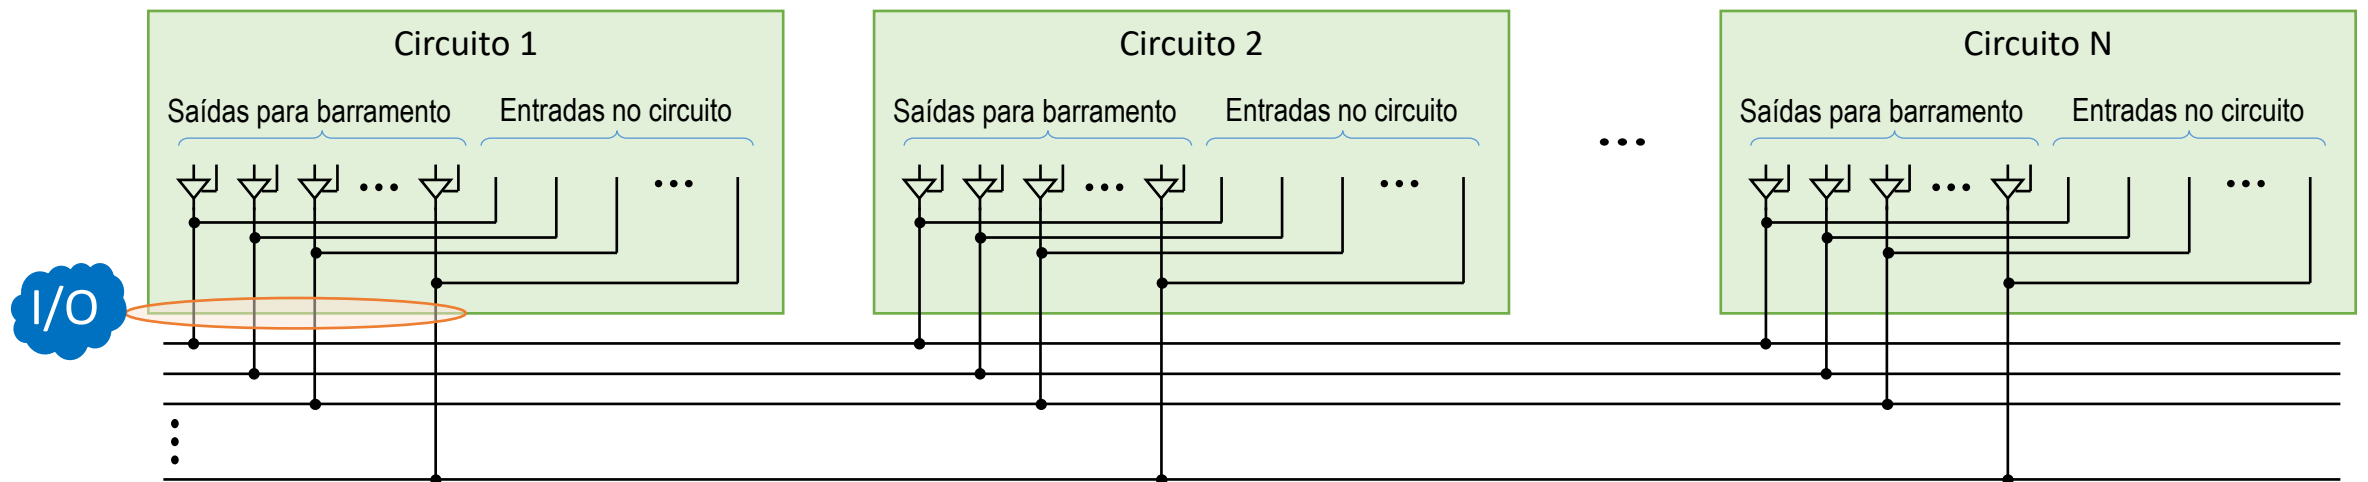 Circuito 1
Circuito 2
Circuito N
Saídas para barramento
Entradas no circuito
Saídas para barramento
Entradas no circuito
Saídas para barramento
Entradas no circuito
I/O